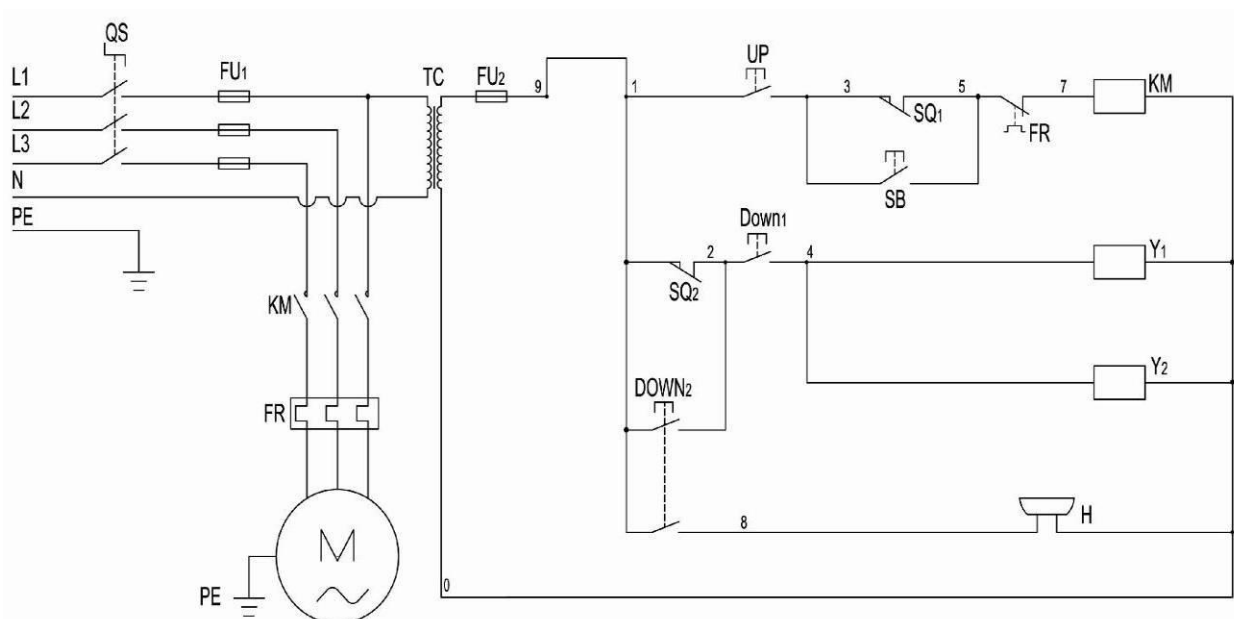 QS
UP
L1
FU1
TC
FU2
9
1
3
5
7
KM
L2
SQ1
FR
L3
N
SB
PE
Down1
2
4
Y1
SQ2
KM
Y2
DOWN2
FR
8
H
M
PE
0